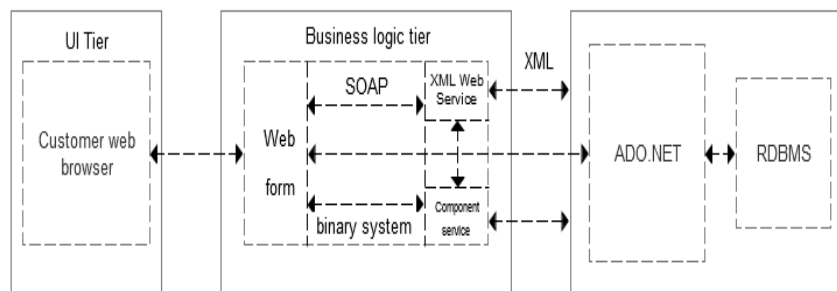 UI Tier
Customer web
browser
Business logic tier
Web
form
SOAP
XML Web
Service
binary system
Component
service
XML
ADO.NET
RDBMS